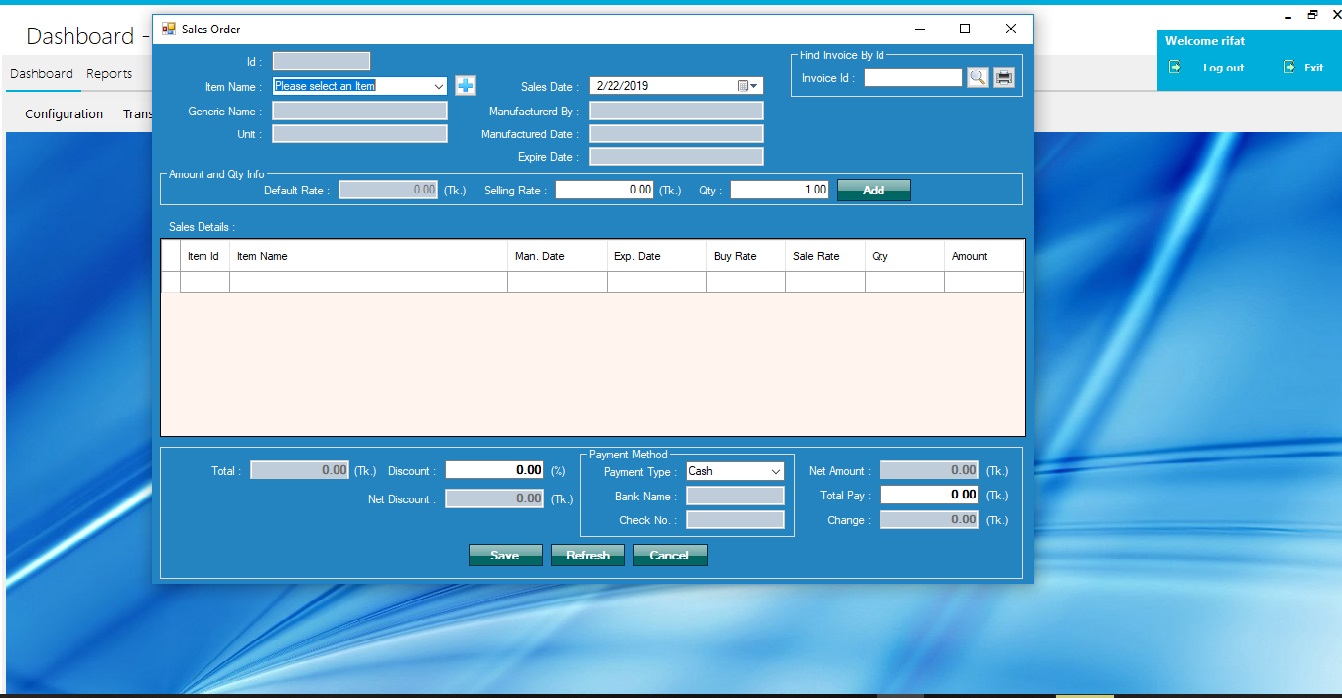 Dashboard -
Sales Order
Welcome rifat
Log out Exit
Dashboard Reports
Configuration Trans
Id :
Find Invoice By Id
Invoice Id :
Item Name : Please select an Item Sales Date : 2/22/2019
Generic Name : Manufacturerd By :
Unit : Manufactured Date :
Expire Date :
Amount and Qty Info
Default Rate : 0.00 (Tk.) Selling Rate : 0.00 (Tk.) Qty : 1.00 Add
Sales Details :
Item Id Item Name Man. Date Exp. Date Buy Rate Sale Rate Qty Amount
Payment Method
Total : 0.00 (Tk.) Discount : 0.00 (%) Payment Type : Cash Net Amount : 0.00 (Tk.)
Net Discount : 0.00 (Tk.) Bank Name : Total Pay : 0.00 (Tk.)
Check No. : Change : 0.00 (Tk.)
Save Refresh Cancel